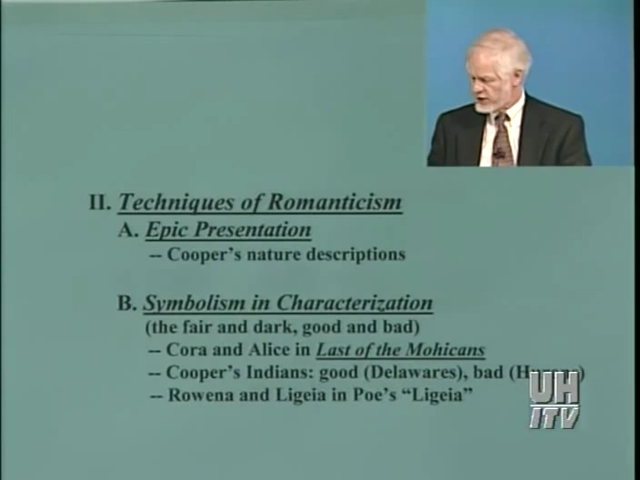 II. Techniques of Romanticism
A. Epic Presentation
-- Cooper's nature descriptions
B. Symbolism in Characterization
(the fair and dark, good and bad)
-- Cora and Alice in Last of the Mohicans
-- Cooper's Indians: good (Delawares), bad (H )
-- Rowena and Ligeia in Poe's “Ligeia”
UH
ITV